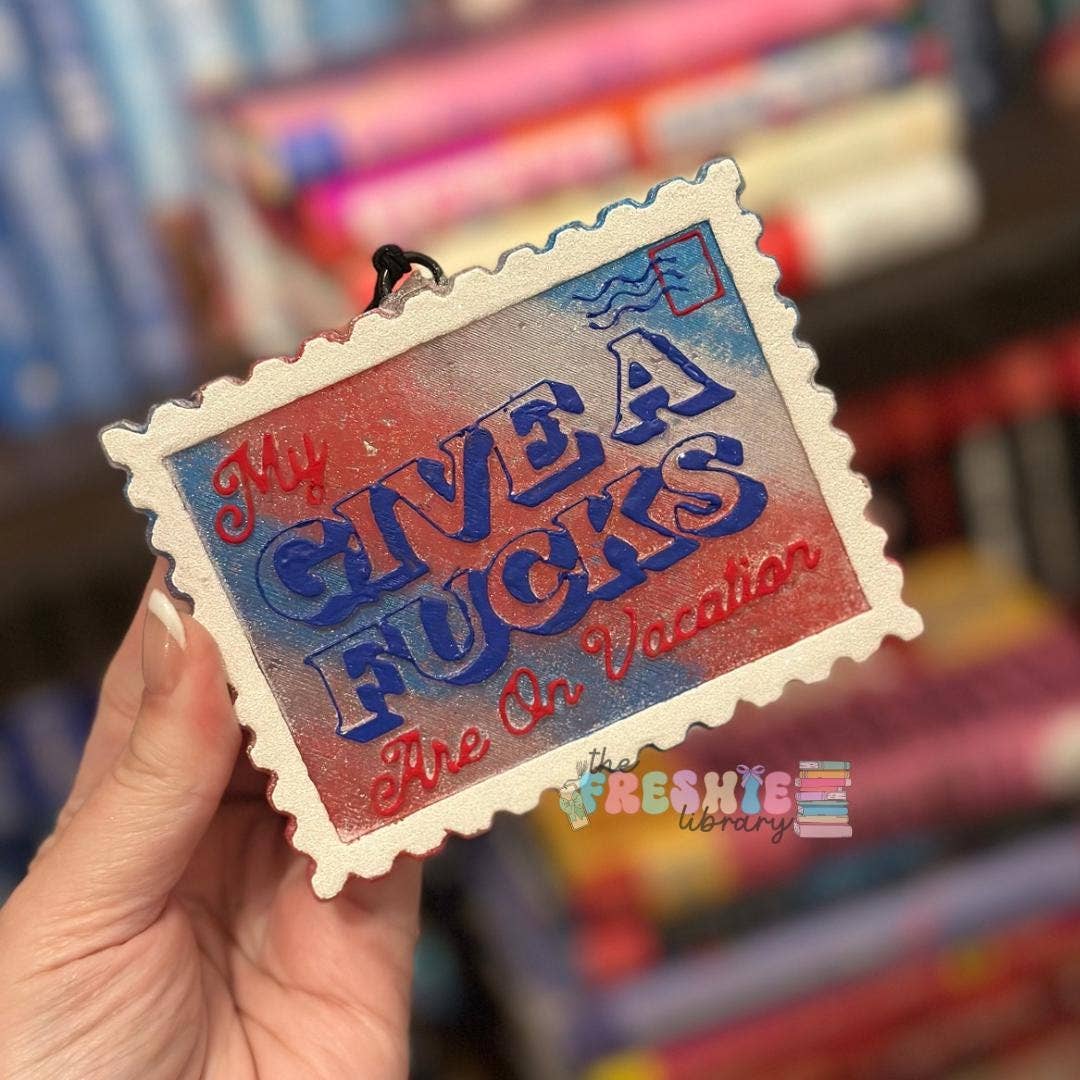 My
GIVE A
FUCKS
Are On Vacation
the
FRESHIE
library